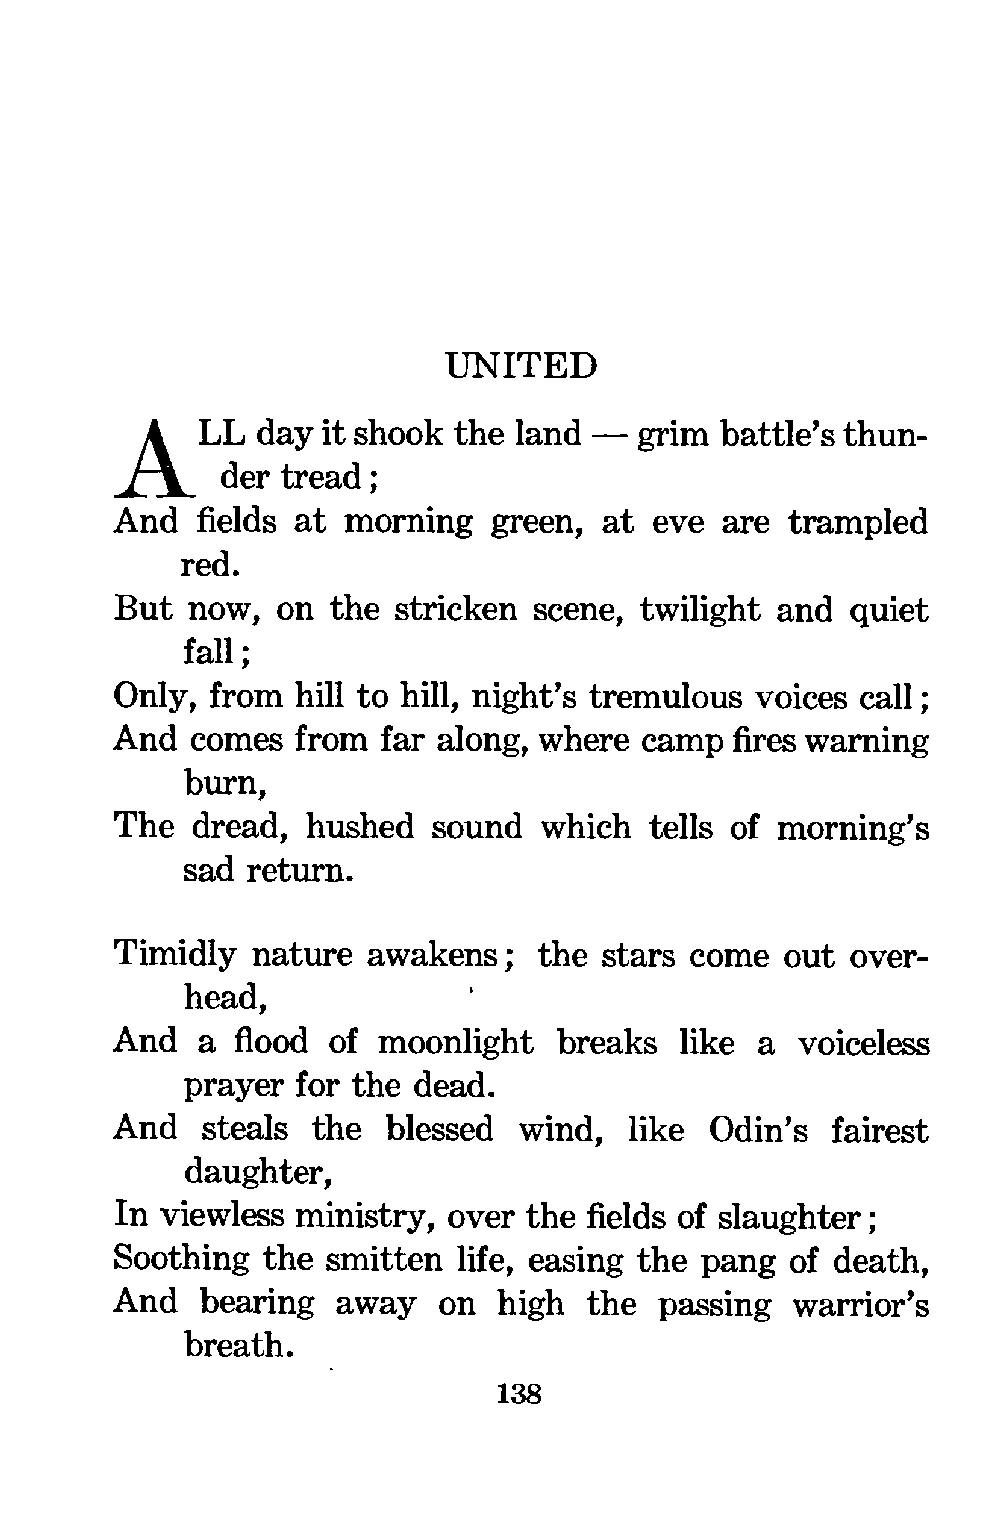 UNITED
ALL day it shook the land — grim battle's thun-
der tread;
And fields at morning green, at eve are trampled
red.
But now, on the stricken scene, twilight and quiet
fall;
Only, from hill to hill, night's tremulous voices call;
And comes from far along, where camp fires warning
burn,
The dread, hushed sound which tells of morning's
sad return.
Timidly nature awakens; the stars come out over-
head,
And a flood of moonlight breaks like a voiceless
prayer for the dead.
And steals the blessed wind, like Odin's fairest
daughter,
In viewless ministry, over the fields of slaughter;
Soothing the smitten life, easing the pang of death,
And bearing away on high the passing warrior's
breath.
138